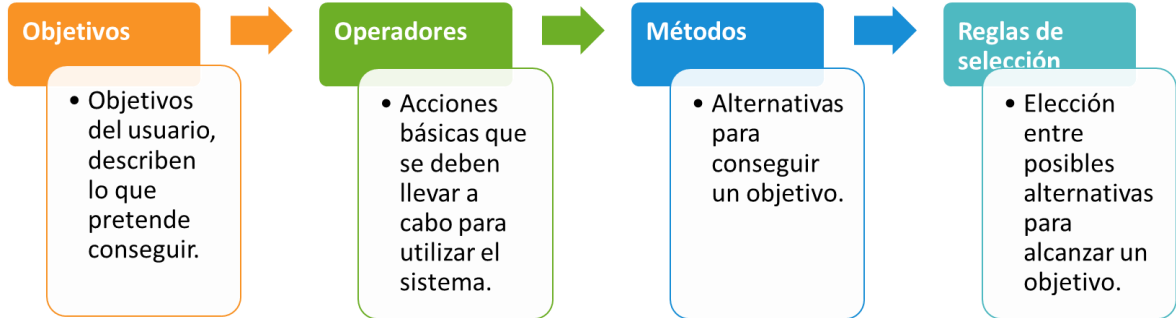 Objetivos
• Objetivos
del usuario,
describen
lo que
pretende
conseguir.
Operadores
• Acciones
básicas que
se deben
llevar a
cabo para
utilizar el
sistema.
Métodos
• Alternativas
para
conseguir
un objetivo.
Reglas de
selección
• Elección
entre
posibles
alternativas
para
alcanzar un
objetivo.